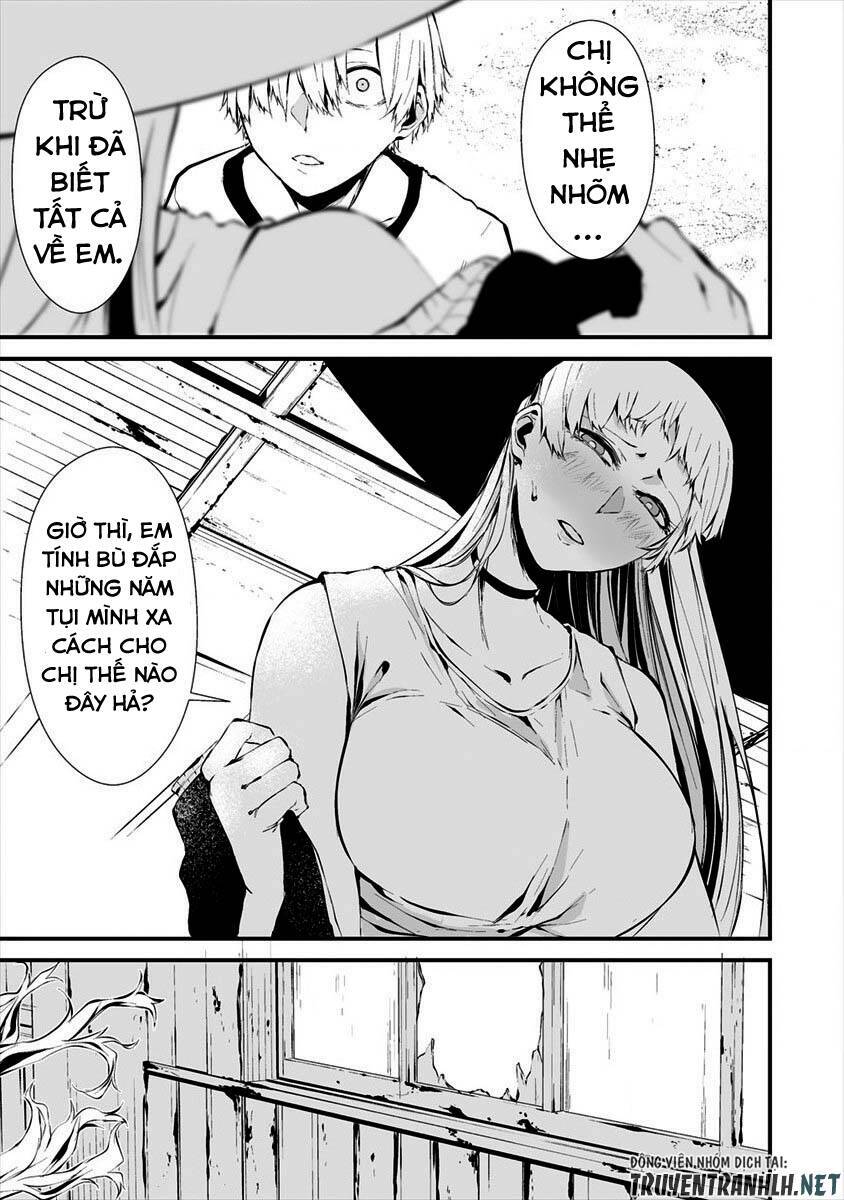 CHỊ
KHÔNG
THỂ
NHẸ
NHÕM
...
TRỪ
KHI ĐÃ
BIẾT
TẤT CẢ
VỀ EM.
GIỜ THÌ, EM
TÍNH BÙ ĐẮP
NHỮNG NĂM
TỤI MÌNH XA
CÁCH CHO
CHỊ THẾ NÀO
ĐÂY HẢ?
ĐỘNG VIÊN NHÓM DỊCH TẠI:
TRUYENTRANHLH.NET